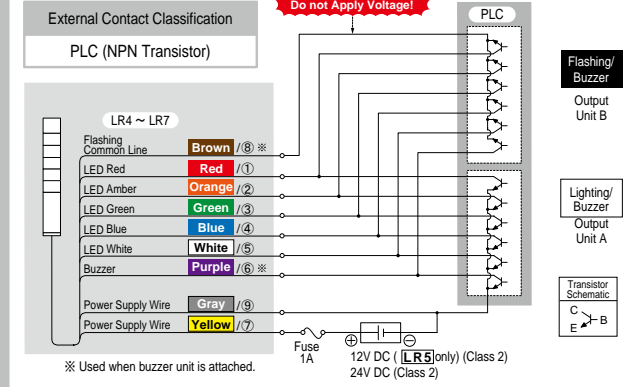 External Contact Classification
PLC (NPN Transistor)
Do not Apply Voltage!
PLC
Flashing/
Buzzer
Output
Unit B
LR4 ~ LR7
Flashing
Common Line
Brown /⑧ ※
LED Red
Red /①
LED Amber
Orange /②
LED Green
Green /③
LED Blue
Blue /④
LED White
White /⑤
Buzzer
Purple /⑥ ※
Power Supply Wire
Gray /⑨
Power Supply Wire
Yellow /⑦
Lighting/
Buzzer
Output
Unit A
Transistor
Schematic
C
B
E
Fuse
1A
⊕
⊖
12V DC ( LR5 only) (Class 2)
24V DC (Class 2)
※ Used when buzzer unit is attached.